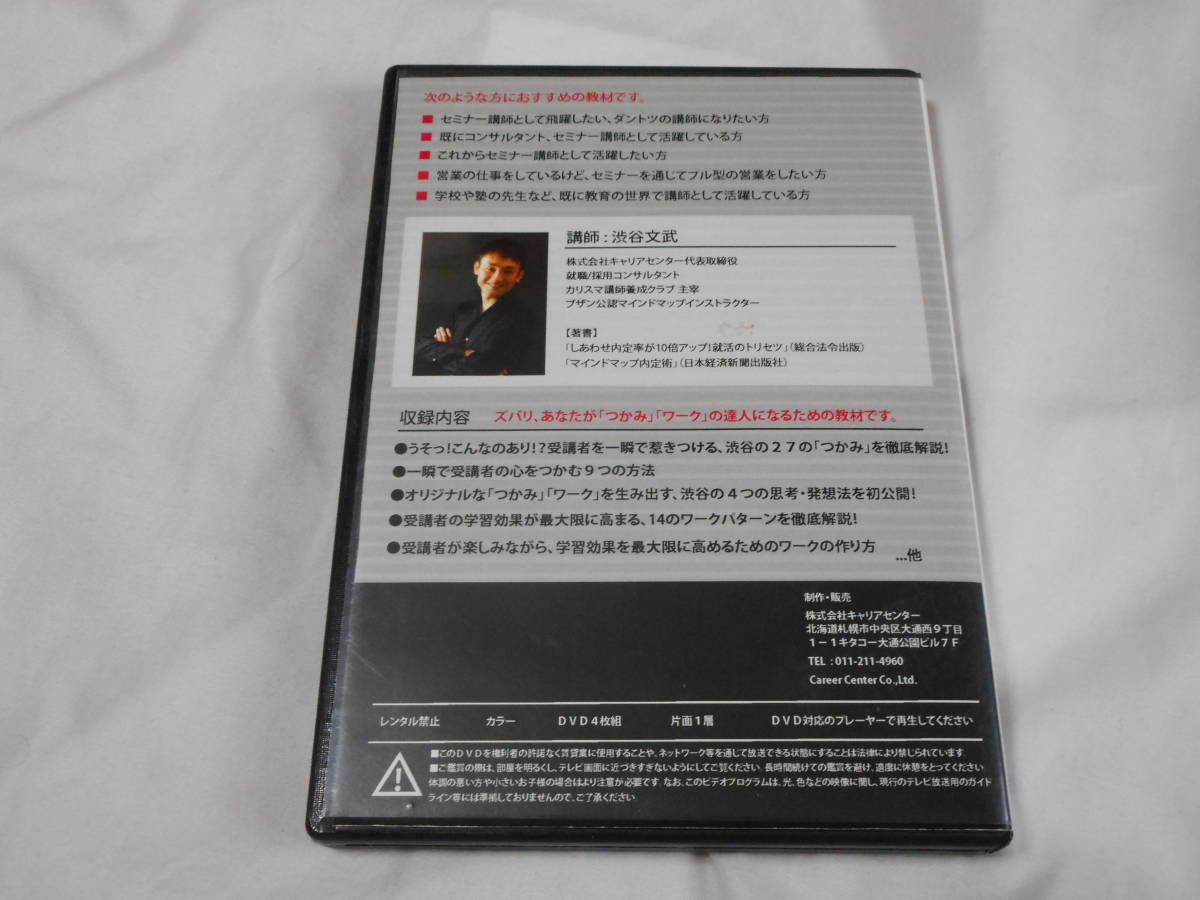 次のような方におすすめの教材です。
■ セミナー講師として飛躍したい、ダントツの講師になりたい方
■ 既にコンサルタント、セミナー講師として活躍している方
■ これからセミナー講師として活躍したい方
■ 営業の仕事をしているけど、セミナーを通じてプル型の営業をしたい方
■ 学校や塾の先生など、既に教育の世界で講師として活躍している方
講師 : 渋谷文武
株式会社キャリアセンター代表取締役
就職/採用コンサルタント
カリスマ講師養成クラブ 主宰
ブザン公認マインドマップインストラクター
【著書】
「しあわせ内定率が10倍アップ!就活のトリセツ」(総合法令出版)
「マインドマップ内定術」(日本経済新聞出版社)
収録内容 ズバリ、あなたが「つかみ」「ワーク」の達人になるための教材です。
●うそっ!こんなのあり!?受講者を一瞬で惹きつける、渋谷の27の「つかみ」を徹底解説!
●一瞬で受講者の心をつかむ9つの方法
●オリジナルな「つかみ」「ワーク」を生み出す、渋谷の4つの思考・発想法を初公開!
●受講者の学習効果が最大限に高まる、14のワークパターンを徹底解説!
●受講者が楽しみながら、学習効果を最大限に高めるためのワークの作り方 ...他
制作・販売
株式会社キャリアセンター
北海道札幌市中央区大通西9丁目
1-1キタコー大通公園ビル7F
TEL : 011-211-4960
Career Center Co.,Ltd.
レンタル禁止 カラー DVD4枚組 片面1層 DVD対応のプレーヤーで再生してください
■このDVDを権利者の許諾なく賃貸業に使用することや、ネットワーク等を通じて放送できる状態にすることは法律により禁じられています
■ご鑑賞の際は、部屋を明るくし、テレビ画面に近づきすぎないようにしてご覧ください 長時間続けての鑑賞を避け、適度に休憩をとってください
体調の悪い方や小さいお子様の場合はより注意が必要です なお、このビデオプログラムは、光、色などの映像に関し、現行のテレビ放送用のガイド
ライン等には準拠しておりませんので、ご了承ください